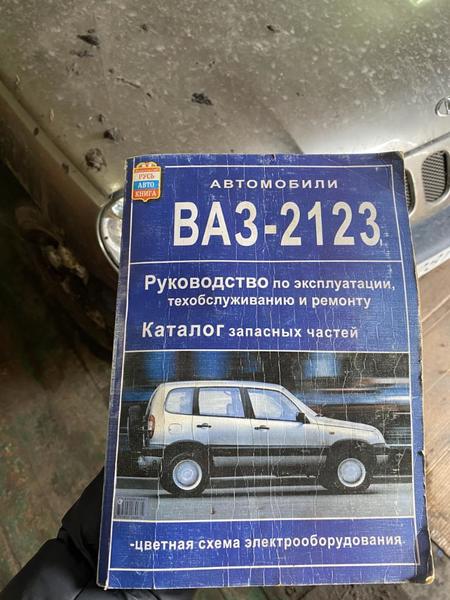 РУСЬ
АВТО
КНИГА
АВТОМОБИЛИ
ВАЗ-2123
Руководство по эксплуатации,
техобслуживанию и ремонту
Каталог запасных частей
-цветная схема электрооборудования